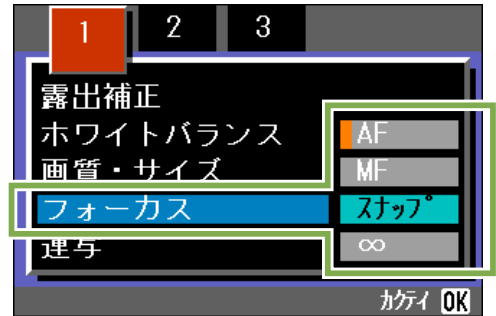 1 2 3
露出補正
ホワイトバランス AF
画質・サイズ MF
フォーカス ｽﾅｯﾌﾟ
連写 ∞
ｶｸﾃｲ OK